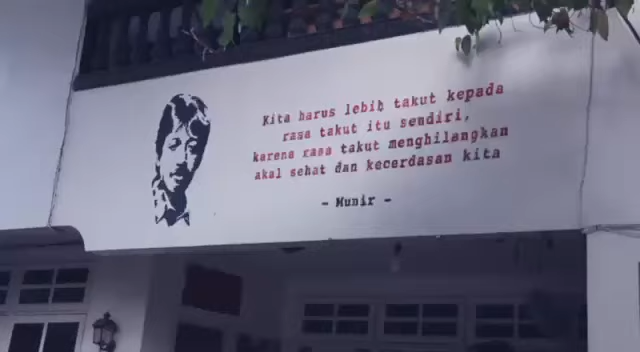 Kita harus lebih takut kepada
rasa takut itu sendiri,
karena rasa takut menghilangkan
akal sehat dan kecerdasan kita
- Munir -